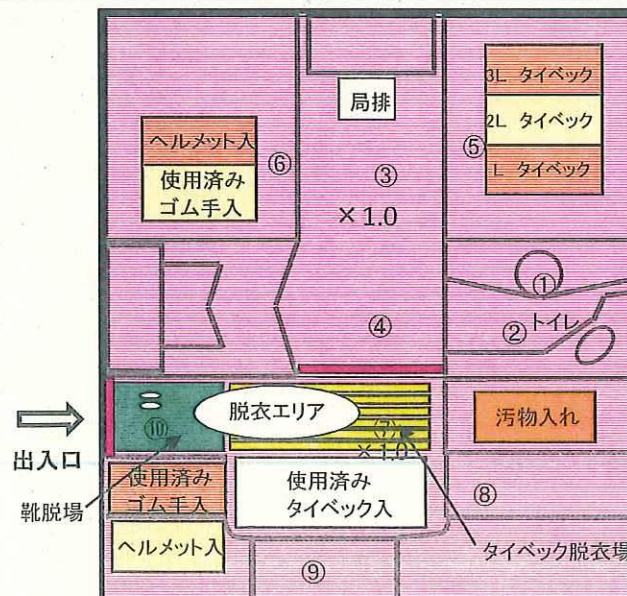 局排
3L タイベック
2L タイベック
L タイベック
ヘルメット入
使用済み
ゴム手入
⑥
③
⑤
×1.0
①
④
② トイレ
脱衣エリア
⑩
⑺
×1.0
汚物入れ
出入口
靴脱場
使用済み
ゴム手入
使用済み
タイベック入
⑧
ヘルメット入
タイベック脱衣場
⑨